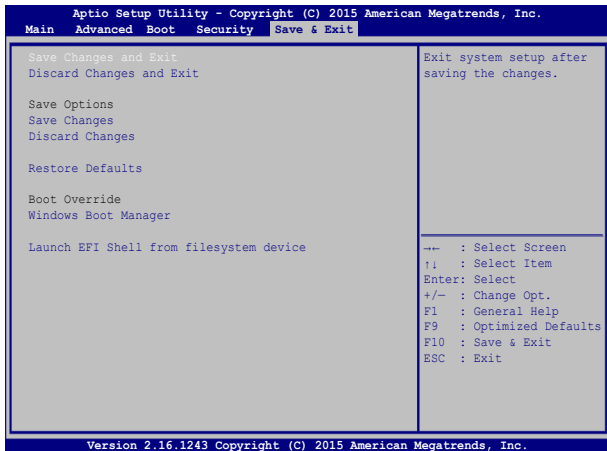 Aptio Setup Utility - Copyright (C) 2015 American Megatrends, Inc.
Main Advanced Boot Security Save & Exit
Save Changes and Exit
Discard Changes and Exit
Save Options
Save Changes
Discard Changes
Restore Defaults
Boot Override
Windows Boot Manager
Launch EFI Shell from filesystem device
Exit system setup after
saving the changes.
→← : Select Screen
↑↓ : Select Item
Enter: Select
+/— : Change Opt.
F1 : General Help
F9 : Optimized Defaults
F10 : Save & Exit
ESC : Exit
Version 2.16.1243 Copyright (C) 2015 American Megatrends, Inc.